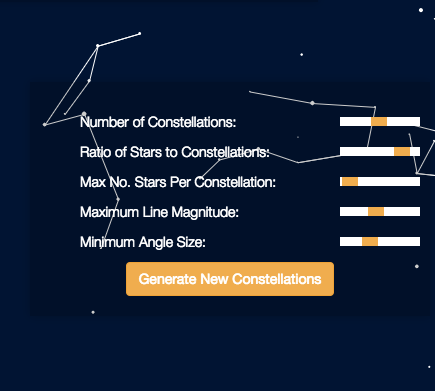 Number of Constellations:
Ratio of Stars to Constellations:
Max No. Stars Per Constellation:
Maximum Line Magnitude:
Minimum Angle Size:
Generate New Constellations